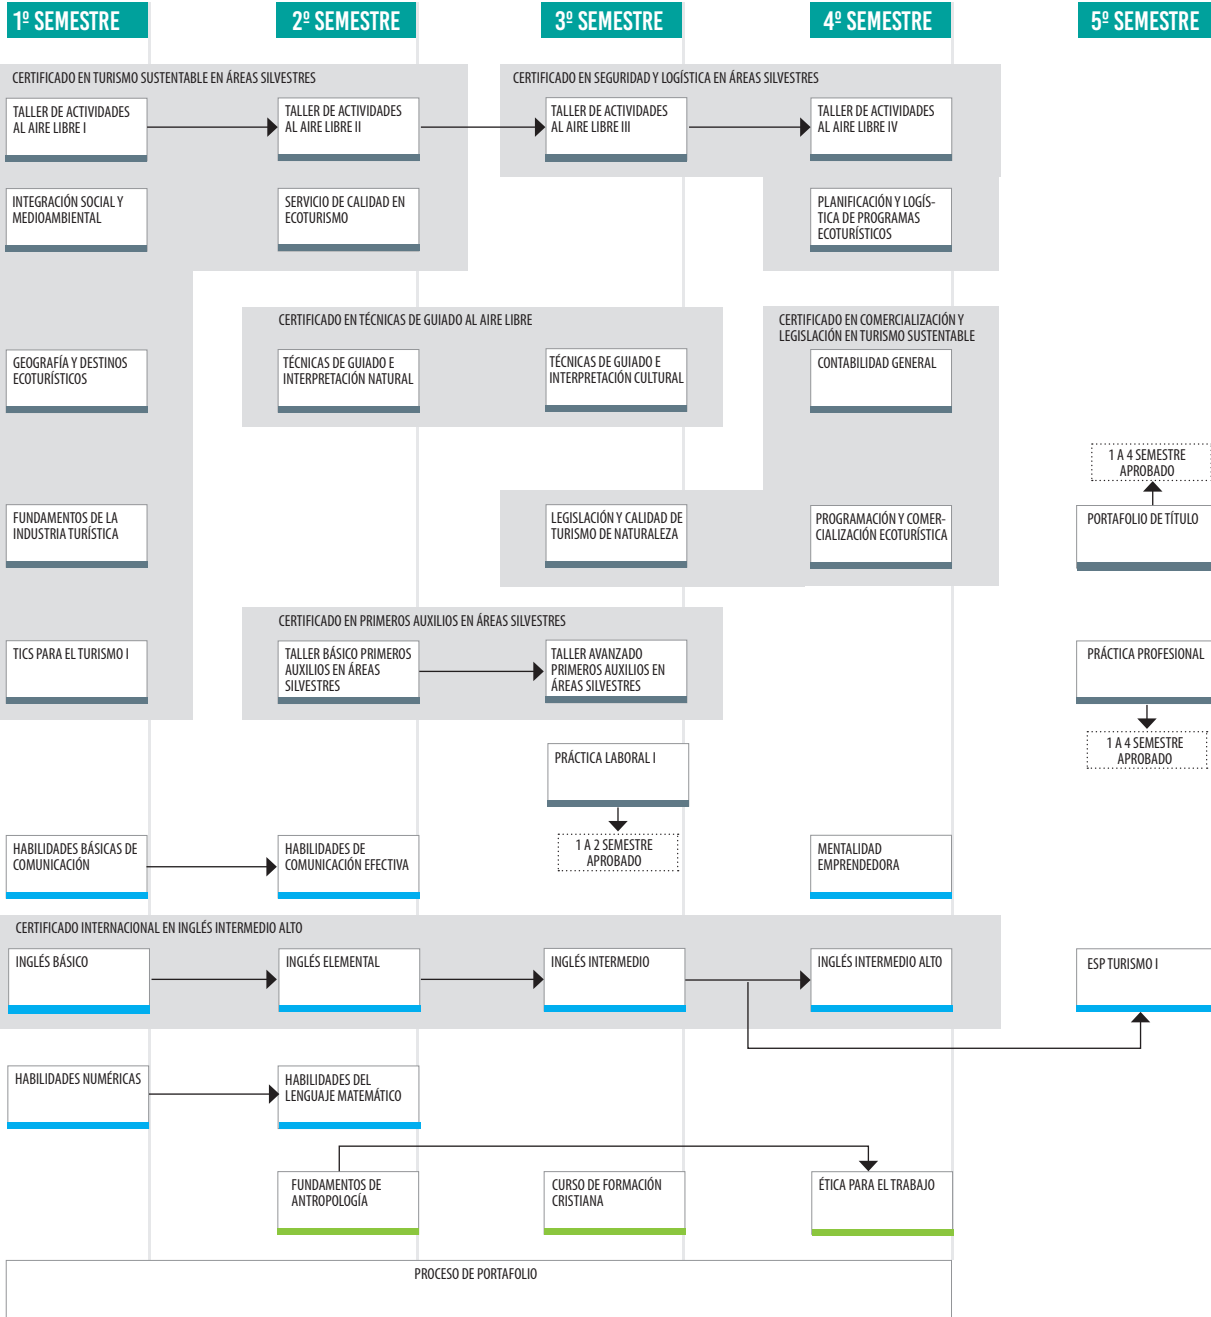 1º SEMESTRE
2º SEMESTRE
3º SEMESTRE
4º SEMESTRE
5º SEMESTRE
CERTIFICADO EN TURISMO SUSTENTABLE EN ÁREAS SILVESTRES
CERTIFICADO EN SEGURIDAD Y LOGÍSTICA EN ÁREAS SILVESTRES
TALLER DE ACTIVIDADES
AL AIRE LIBRE I
TALLER DE ACTIVIDADES
AL AIRE LIBRE II
TALLER DE ACTIVIDADES
AL AIRE LIBRE III
TALLER DE ACTIVIDADES
AL AIRE LIBRE IV
INTEGRACIÓN SOCIAL Y
MEDIOAMBIENTAL
SERVICIO DE CALIDAD EN
ECOTURISMO
PLANIFICACIÓN Y LOGÍS-
TICA DE PROGRAMAS
ECOTURÍSTICOS
CERTIFICADO EN TÉCNICAS DE GUIADO AL AIRE LIBRE
CERTIFICADO EN COMERCIALIZACIÓN Y
LEGISLACIÓN EN TURISMO SUSTENTABLE
GEOGRAFÍA Y DESTINOS
ECOTURÍSTICOS
TÉCNICAS DE GUIADO E
INTERPRETACIÓN NATURAL
TÉCNICAS DE GUIADO E
INTERPRETACIÓN CULTURAL
CONTABILIDAD GENERAL
1 A 4 SEMESTRE
APROBADO
FUNDAMENTOS DE LA
INDUSTRIA TURÍSTICA
LEGISLACIÓN Y CALIDAD DE
TURISMO DE NATURALEZA
PROGRAMACIÓN Y COMER-
CIALIZACIÓN ECOTURÍSTICA
PORTAFOLIO DE TÍTULO
CERTIFICADO EN PRIMEROS AUXILIOS EN ÁREAS SILVESTRES
TICS PARA EL TURISMO I
TALLER BÁSICO PRIMEROS
AUXILIOS EN ÁREAS
SILVESTRES
TALLER AVANZADO
PRIMEROS AUXILIOS EN
ÁREAS SILVESTRES
PRÁCTICA PROFESIONAL
1 A 4 SEMESTRE
APROBADO
PRÁCTICA LABORAL I
1 A 2 SEMESTRE
APROBADO
HABILIDADES BÁSICAS DE
COMUNICACIÓN
HABILIDADES DE
COMUNICACIÓN EFECTIVA
MENTALIDAD
EMPRENDEDORA
CERTIFICADO INTERNACIONAL EN INGLÉS INTERMEDIO ALTO
INGLÉS BÁSICO
INGLÉS ELEMENTAL
INGLÉS INTERMEDIO
INGLÉS INTERMEDIO ALTO
ESP TURISMO I
HABILIDADES NUMÉRICAS
HABILIDADES DEL
LENGUAJE MATEMÁTICO
FUNDAMENTOS DE
ANTROPOLOGÍA
CURSO DE FORMACIÓN
CRISTIANA
ÉTICA PARA EL TRABAJO
PROCESO DE PORTAFOLIO